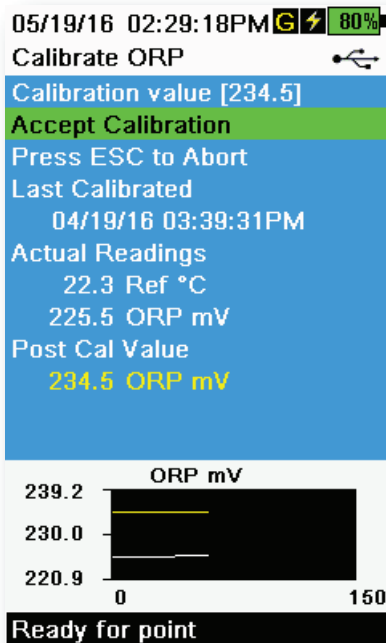 05/19/16 02:29:18PM G 80%
Calibrate ORP
Calibration value [234.5]
Accept Calibration
Press ESC to Abort
Last Calibrated
04/19/16 03:39:31PM
Actual Readings
22.3 Ref °C
225.5 ORP mV
Post Cal Value
234.5 ORP mV
ORP mV
239.2
230.0
220.9
0 150
Ready for point